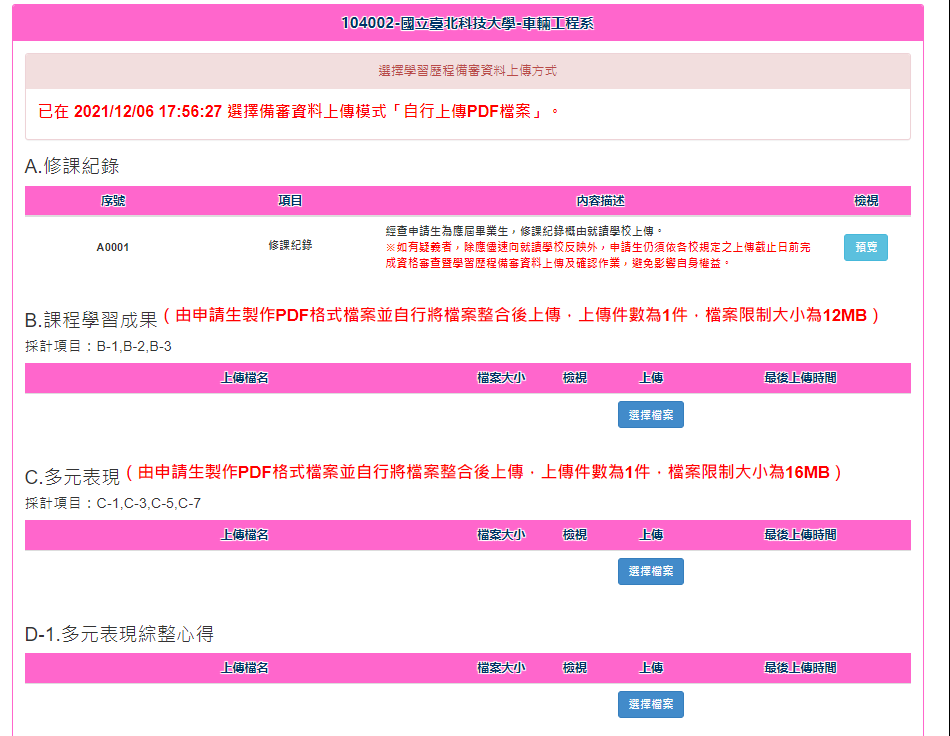 104002-國立臺北科技大學-車輛工程系
選擇學習歷程備審資料上傳方式
已在 2021/12/06 17:56:27 選擇備審資料上傳模式「自行上傳PDF檔案」。
A.修課紀錄
序號 項目 內容描述 檢視
A0001 修課紀錄 經查申請生為應屆畢業生，修課紀錄概由就讀學校上傳。
※如有疑義者，除應儘速向就讀學校反映外，申請生仍須依各校規定之上傳截止日前完
成資格審查暨學習歷程備審資料上傳及確認作業，避免影響自身權益。
預覽
B.課程學習成果（由申請生製作PDF格式檔案並自行將檔案整合後上傳．上傳件數為1件．檔案限制大小為12MB）
採計項目：B-1,B-2,B-3
上傳檔名 檔案大小 檢視 上傳 最後上傳時間
選擇檔案
C.多元表現（由申請生製作PDF格式檔案並自行將檔案整合後上傳．上傳件數為1件．檔案限制大小為16MB）
採計項目：C-1,C-3,C-5,C-7
上傳檔名 檔案大小 檢視 上傳 最後上傳時間
選擇檔案
D-1.多元表現綜整心得
上傳檔名 檔案大小 檢視 上傳 最後上傳時間
選擇檔案